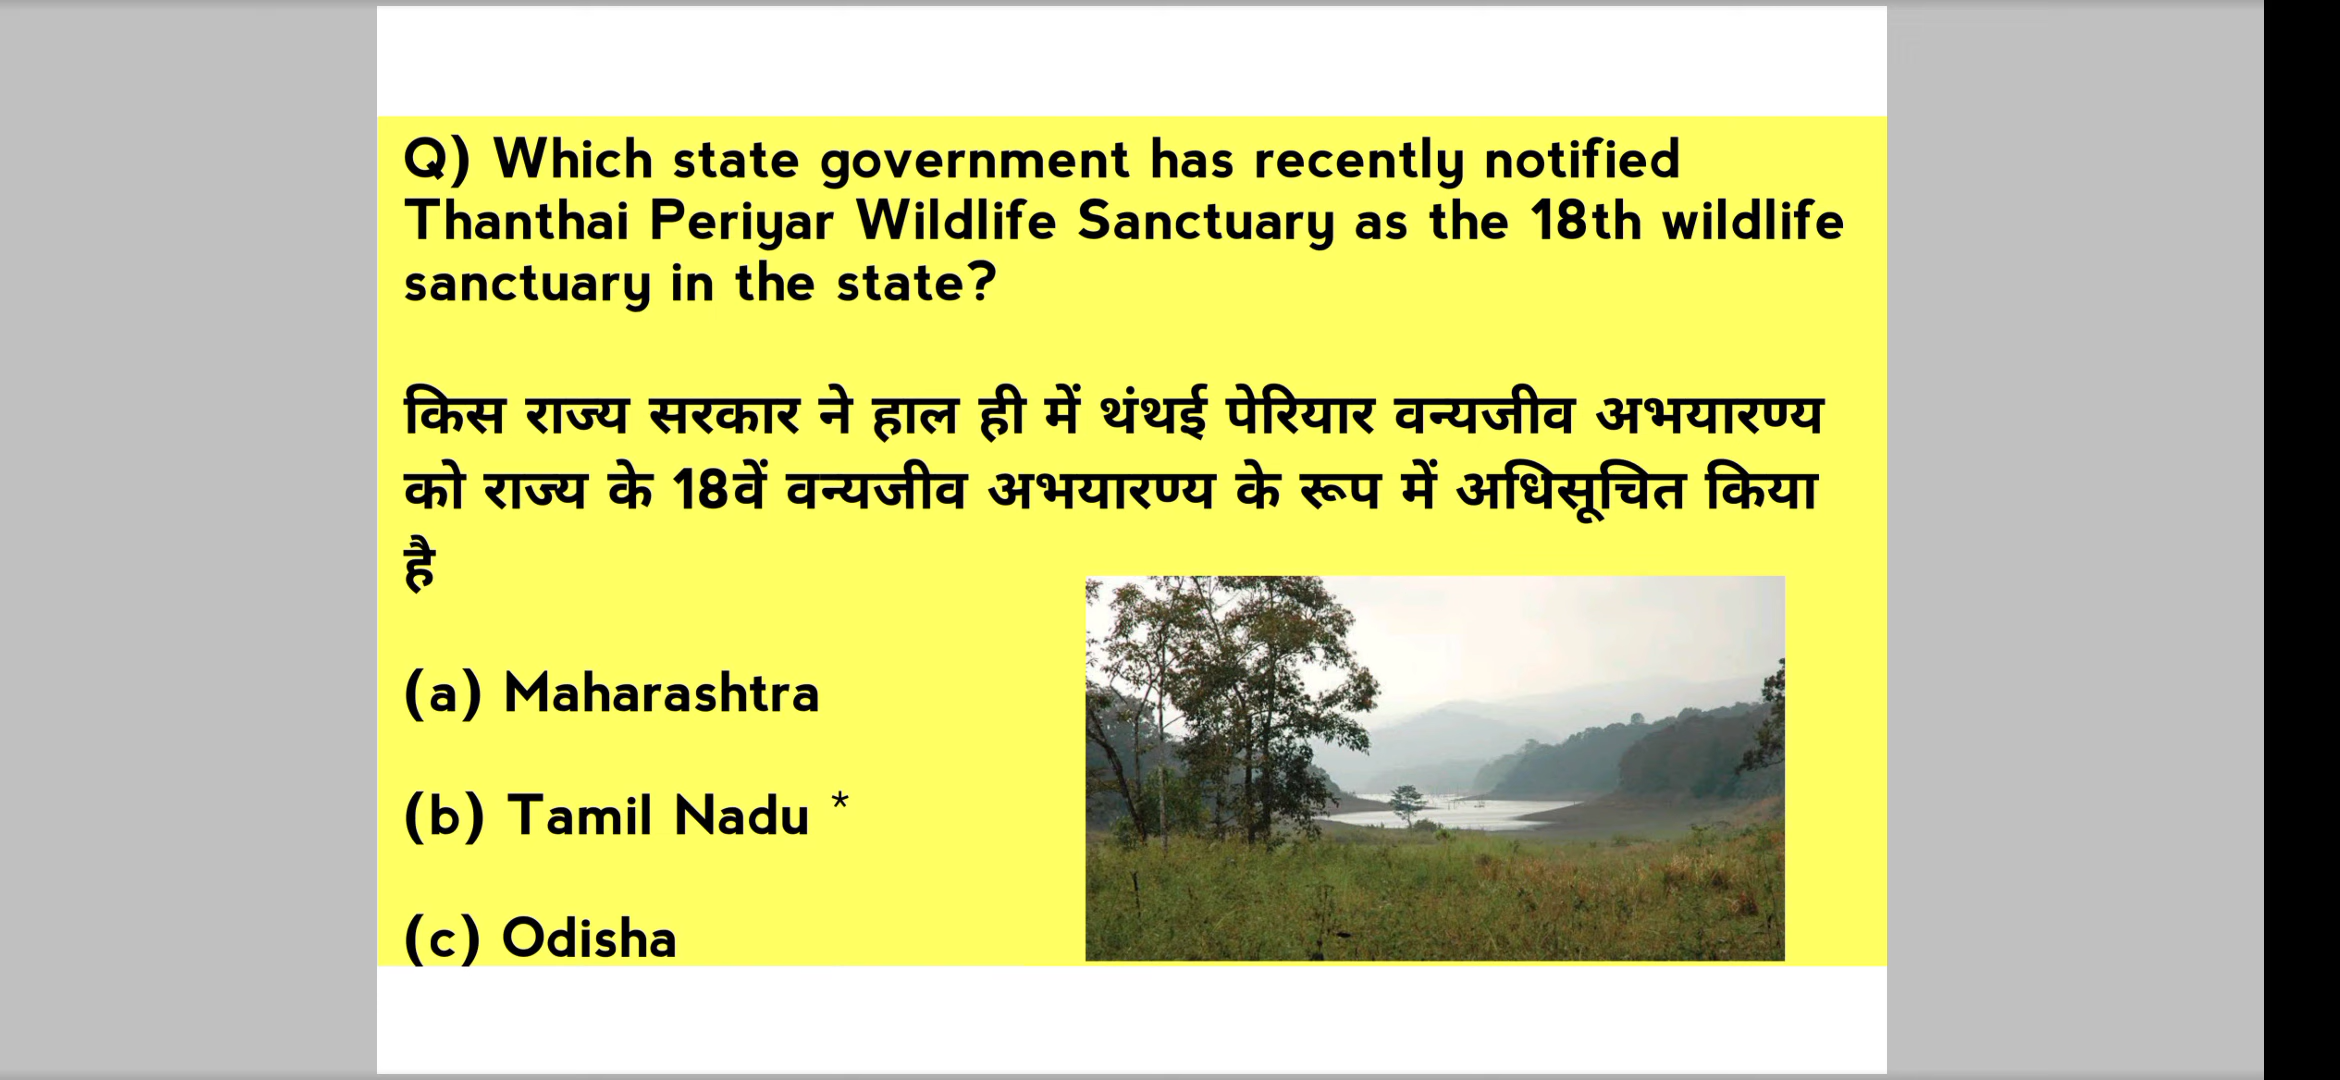 Q) Which state government has recently notified
Thanthai Periyar Wildlife Sanctuary as the 18th wildlife
sanctuary in the state?
किस राज्य सरकार ने हाल ही में थंथई पेरियार वन्यजीव अभयारण्य
को राज्य के 18वें वन्यजीव अभयारण्य के रूप में अधिसूचित किया
है
(a) Maharashtra
(b) Tamil Nadu *
(c) Odisha